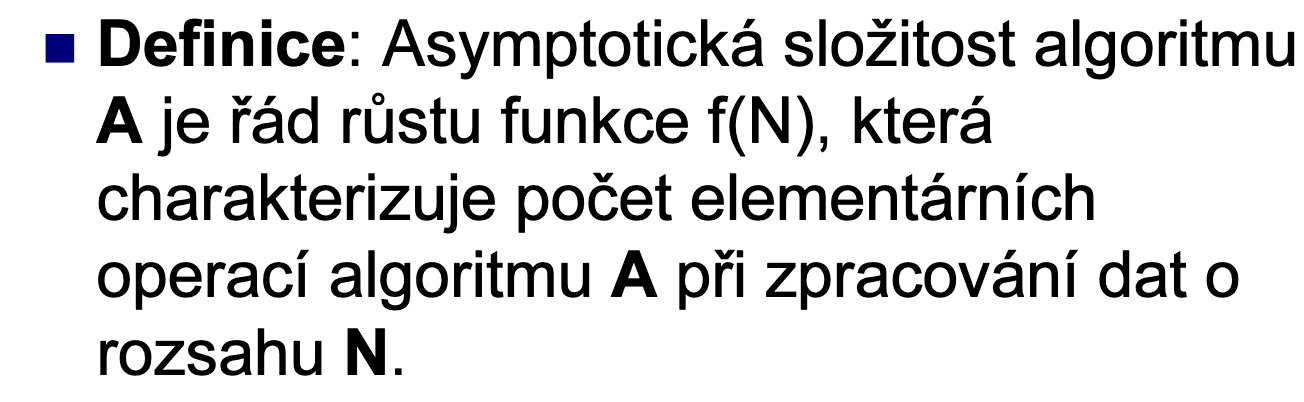 Definice: Asymptotická složitost algoritmu
A je řád růstu funkce f(N), která
charakterizuje počet elementárních
operací algoritmu A při zpracování dat o
rozsahu N.